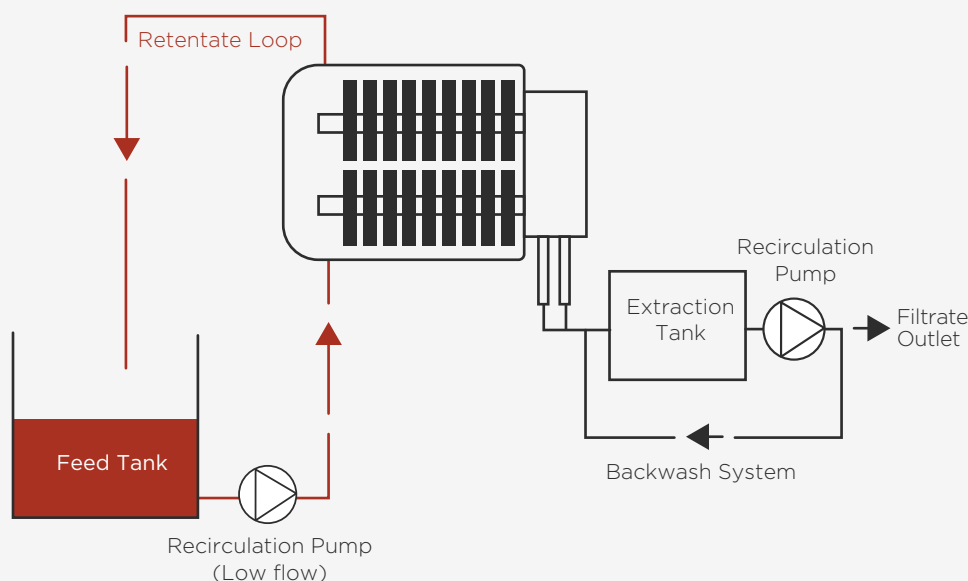 Retentate Loop
Recirculation
Pump
Extraction
Tank
Filtrate
Outlet
Feed Tank
Backwash System
Recirculation Pump
(Low flow)